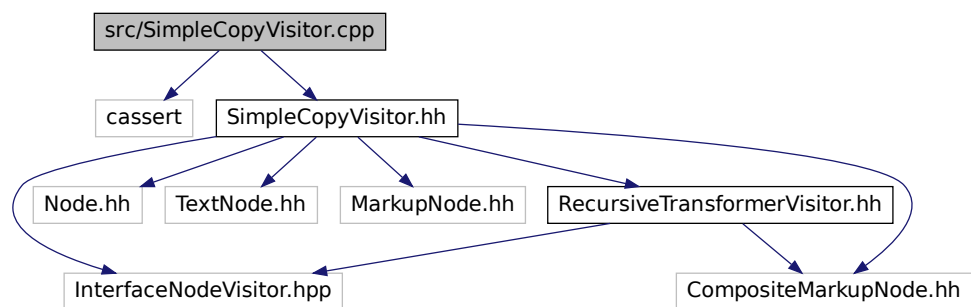 src/SimpleCopyVisitor.cpp
cassert
SimpleCopyVisitor.hh
Node.hh
TextNode.hh
MarkupNode.hh
RecursiveTransformerVisitor.hh
InterfaceNodeVisitor.hpp
CompositeMarkupNode.hh